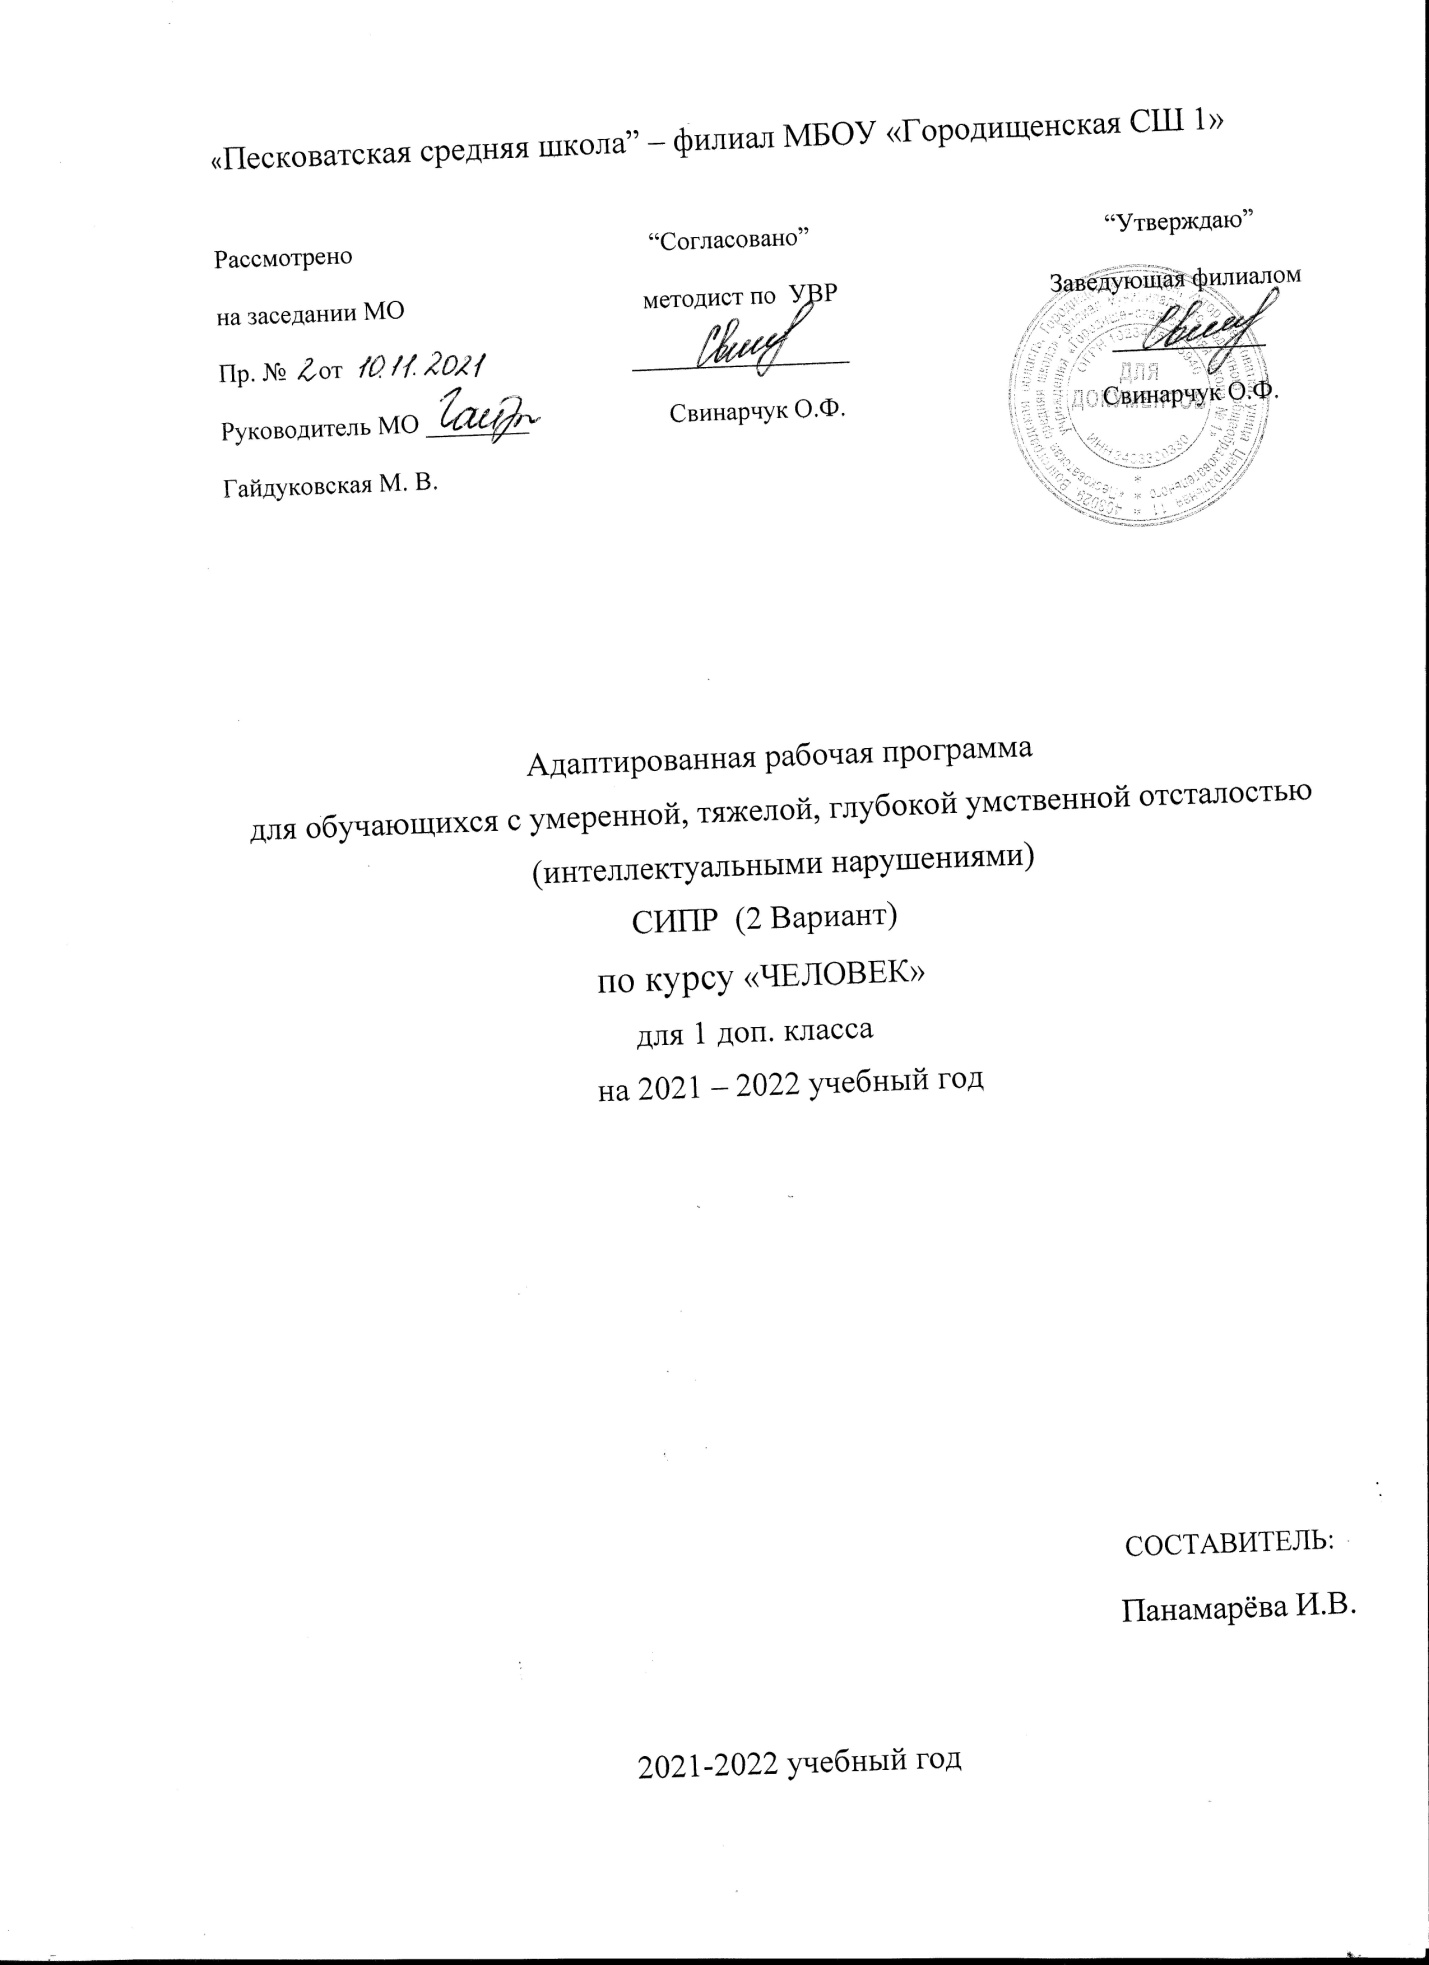 «Песковатская средняя школа” – филиал МБОУ «Городищенская СШ 1»
Рассмотрено
на заседании МО
Пр. № 2 от 10.11.2021
Руководитель МО
Гайдуковская М. В.
“Согласовано”
методист по УВР
Свинарчук О.Ф.
“Утверждаю”
Заведующая филиалом
Свинарчук О.Ф.
ДЛЯ
ДОКУМЕНТОВ
Адаптированная рабочая программа
для обучающихся с умеренной, тяжелой, глубокой умственной отсталостью
(интеллектуальными нарушениями)
СИПР (2 Вариант)
по курсу «ЧЕЛОВЕК»
для 1 доп. класса
на 2021 – 2022 учебный год
СОСТАВИТЕЛЬ:
Панамарёва И.В.
2021-2022 учебный год